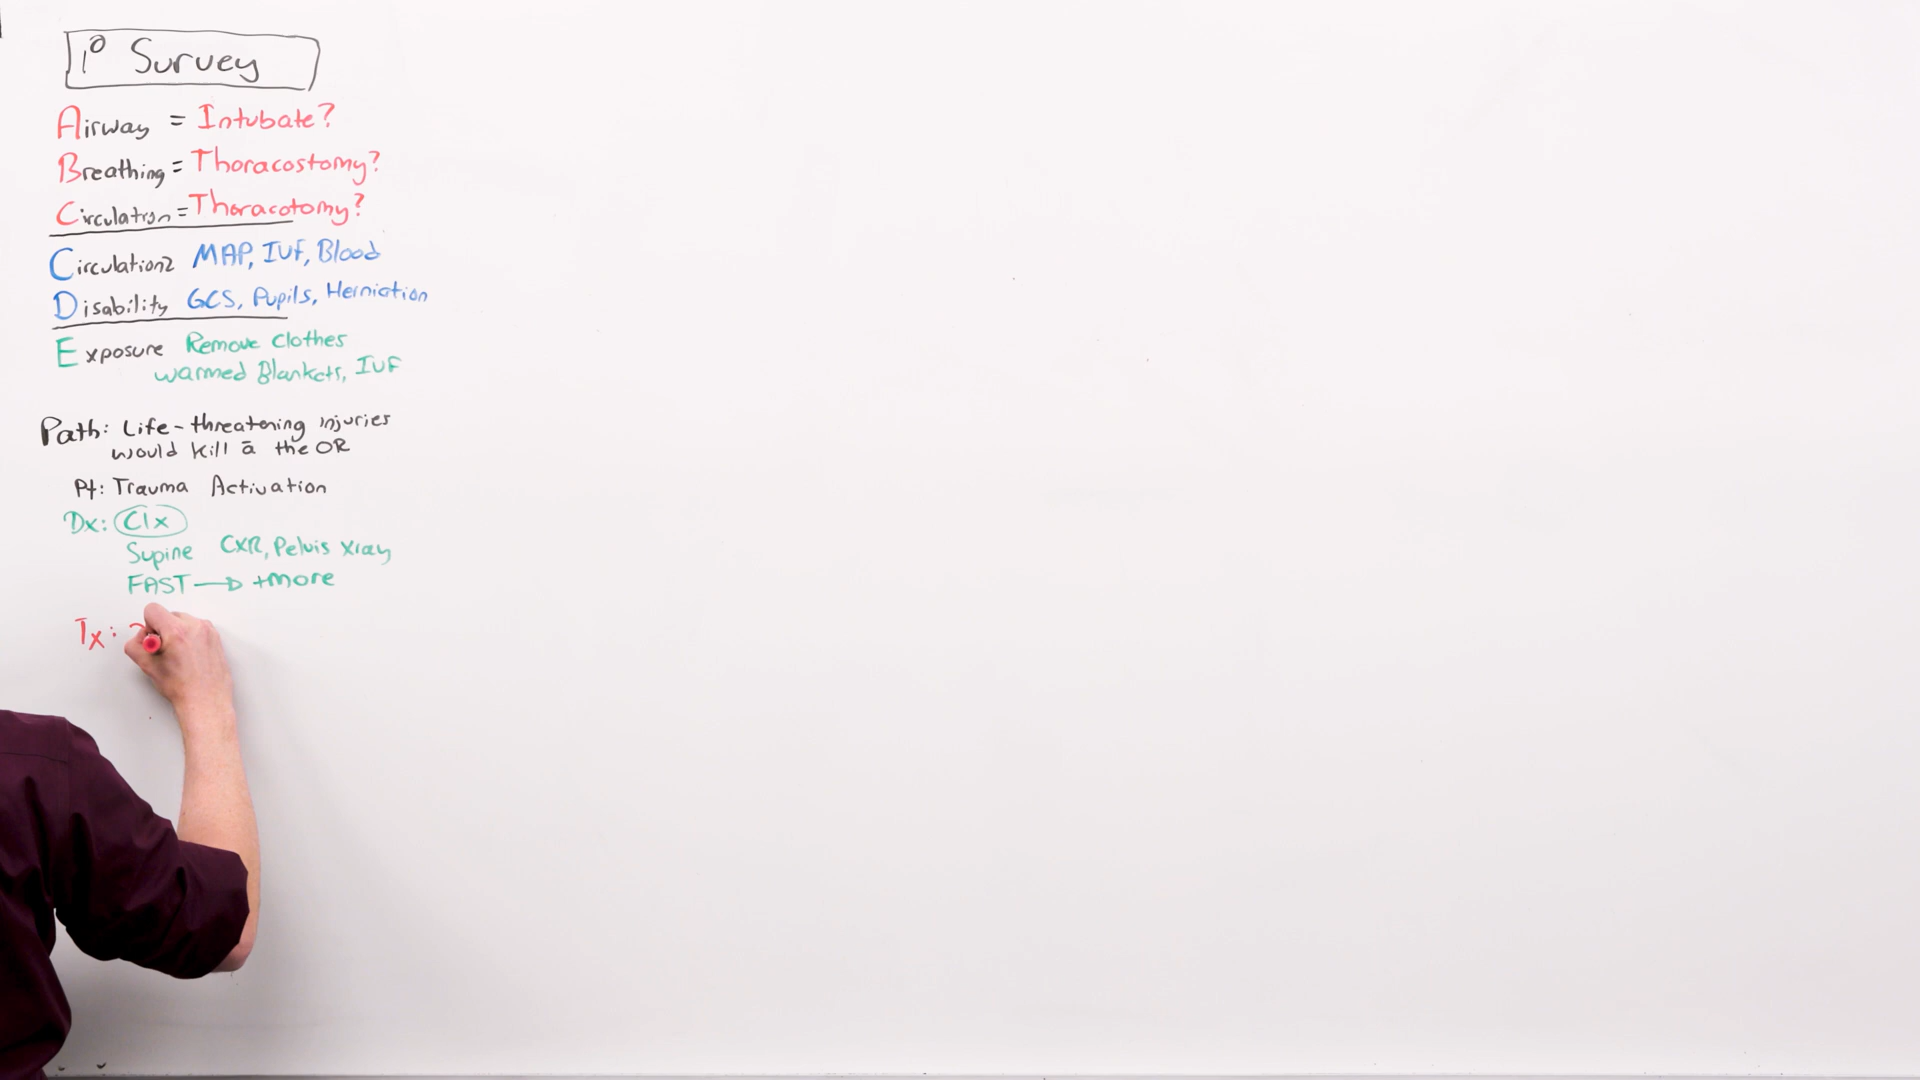 1° Survey
Airway = Intubate?
Breathing = Thoracostomy?
Circulation = Thoracotomy?
Circulation2 MAP, IVF, Blood
Disability GCS, Pupils, Herniation
Exposure Remove Clothes
Warmed Blankets, IVF
Path: Life-threatening injuries
would kill ā the OR
Pt: Trauma Activation
Dx: Clx
Supine CXR, Pelvis Xray
FAST → +more
Tx: